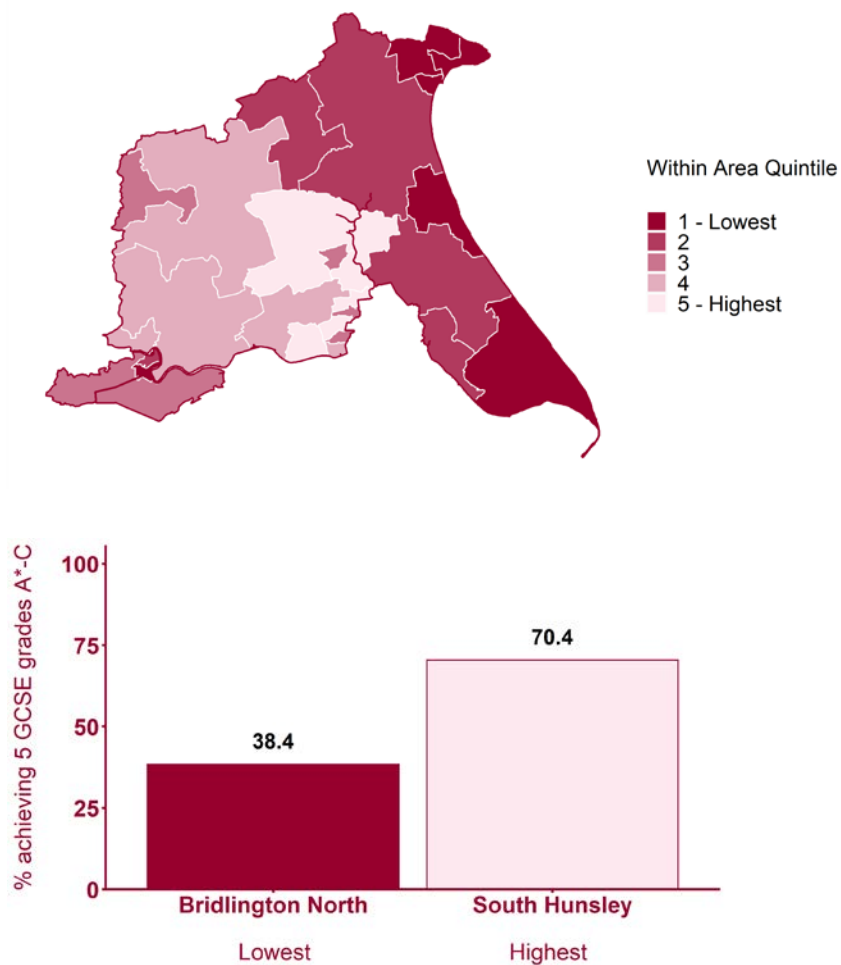 Within Area Quintile
1 - Lowest
2
3
4
5 - Highest
% achieving 5 GCSE grades A*-C
100
75
50
25
0
38.4
70.4
Bridlington North
South Hunsley
Lowest
Highest